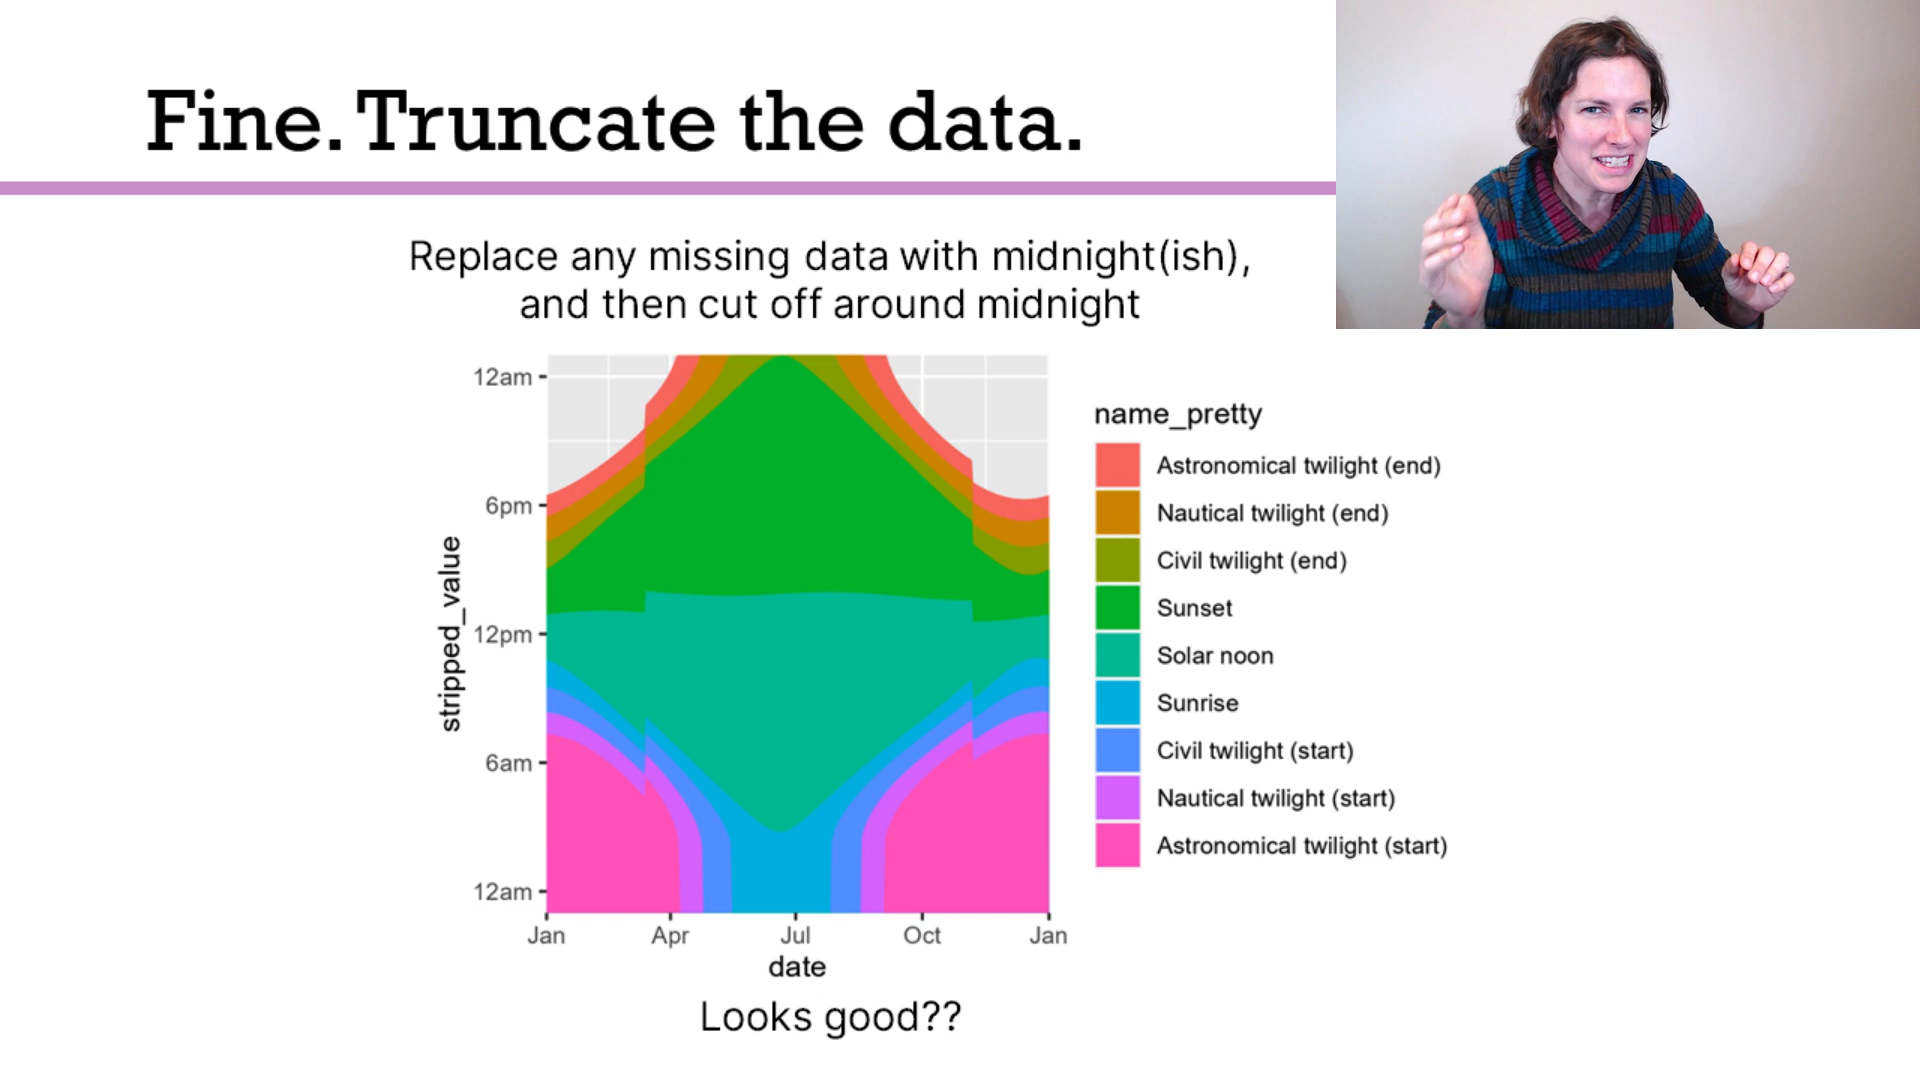 Fine. Truncate the data.
Replace any missing data with midnight(ish),
and then cut off around midnight
12am
6pm
12pm
6am
12am
stripped_value
Jan
Apr
Jul
Oct
Jan
date
name_pretty
Astronomical twilight (end)
Nautical twilight (end)
Civil twilight (end)
Sunset
Solar noon
Sunrise
Civil twilight (start)
Nautical twilight (start)
Astronomical twilight (start)
Looks good??